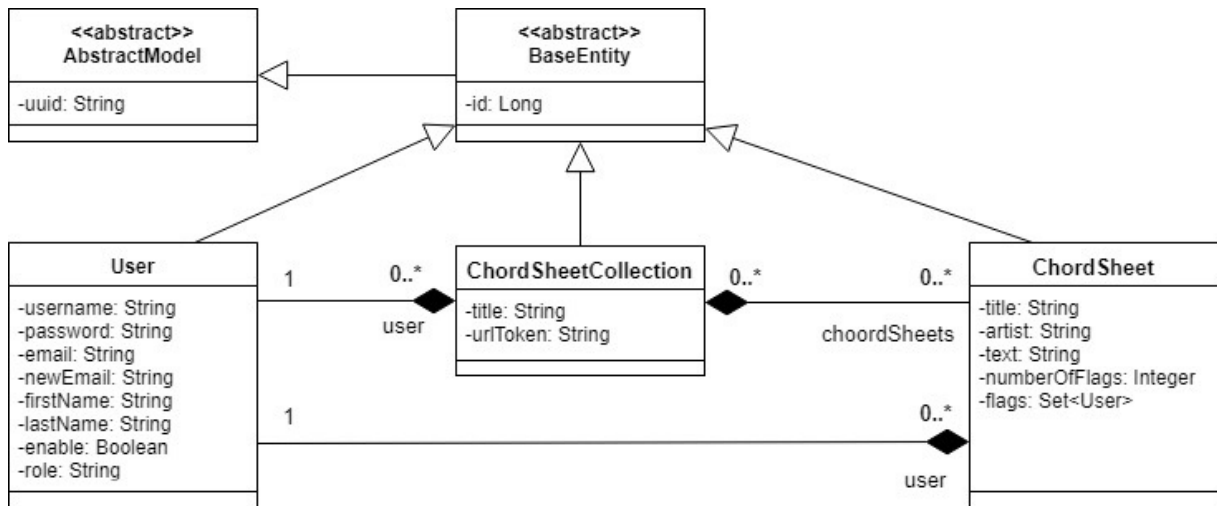 <<abstract>>
AbstractModel
-uuid: String
<<abstract>>
BaseEntity
-id: Long
User
-username: String
-password: String
-email: String
-newEmail: String
-firstName: String
-lastName: String
-enable: Boolean
-role: String
1
0..*
user
ChordSheetCollection
-title: String
-urlToken: String
0..*
0..*
choordSheets
ChordSheet
-title: String
-artist: String
-text: String
-numberOfFlags: Integer
-flags: Set<User>
1
0..*
user